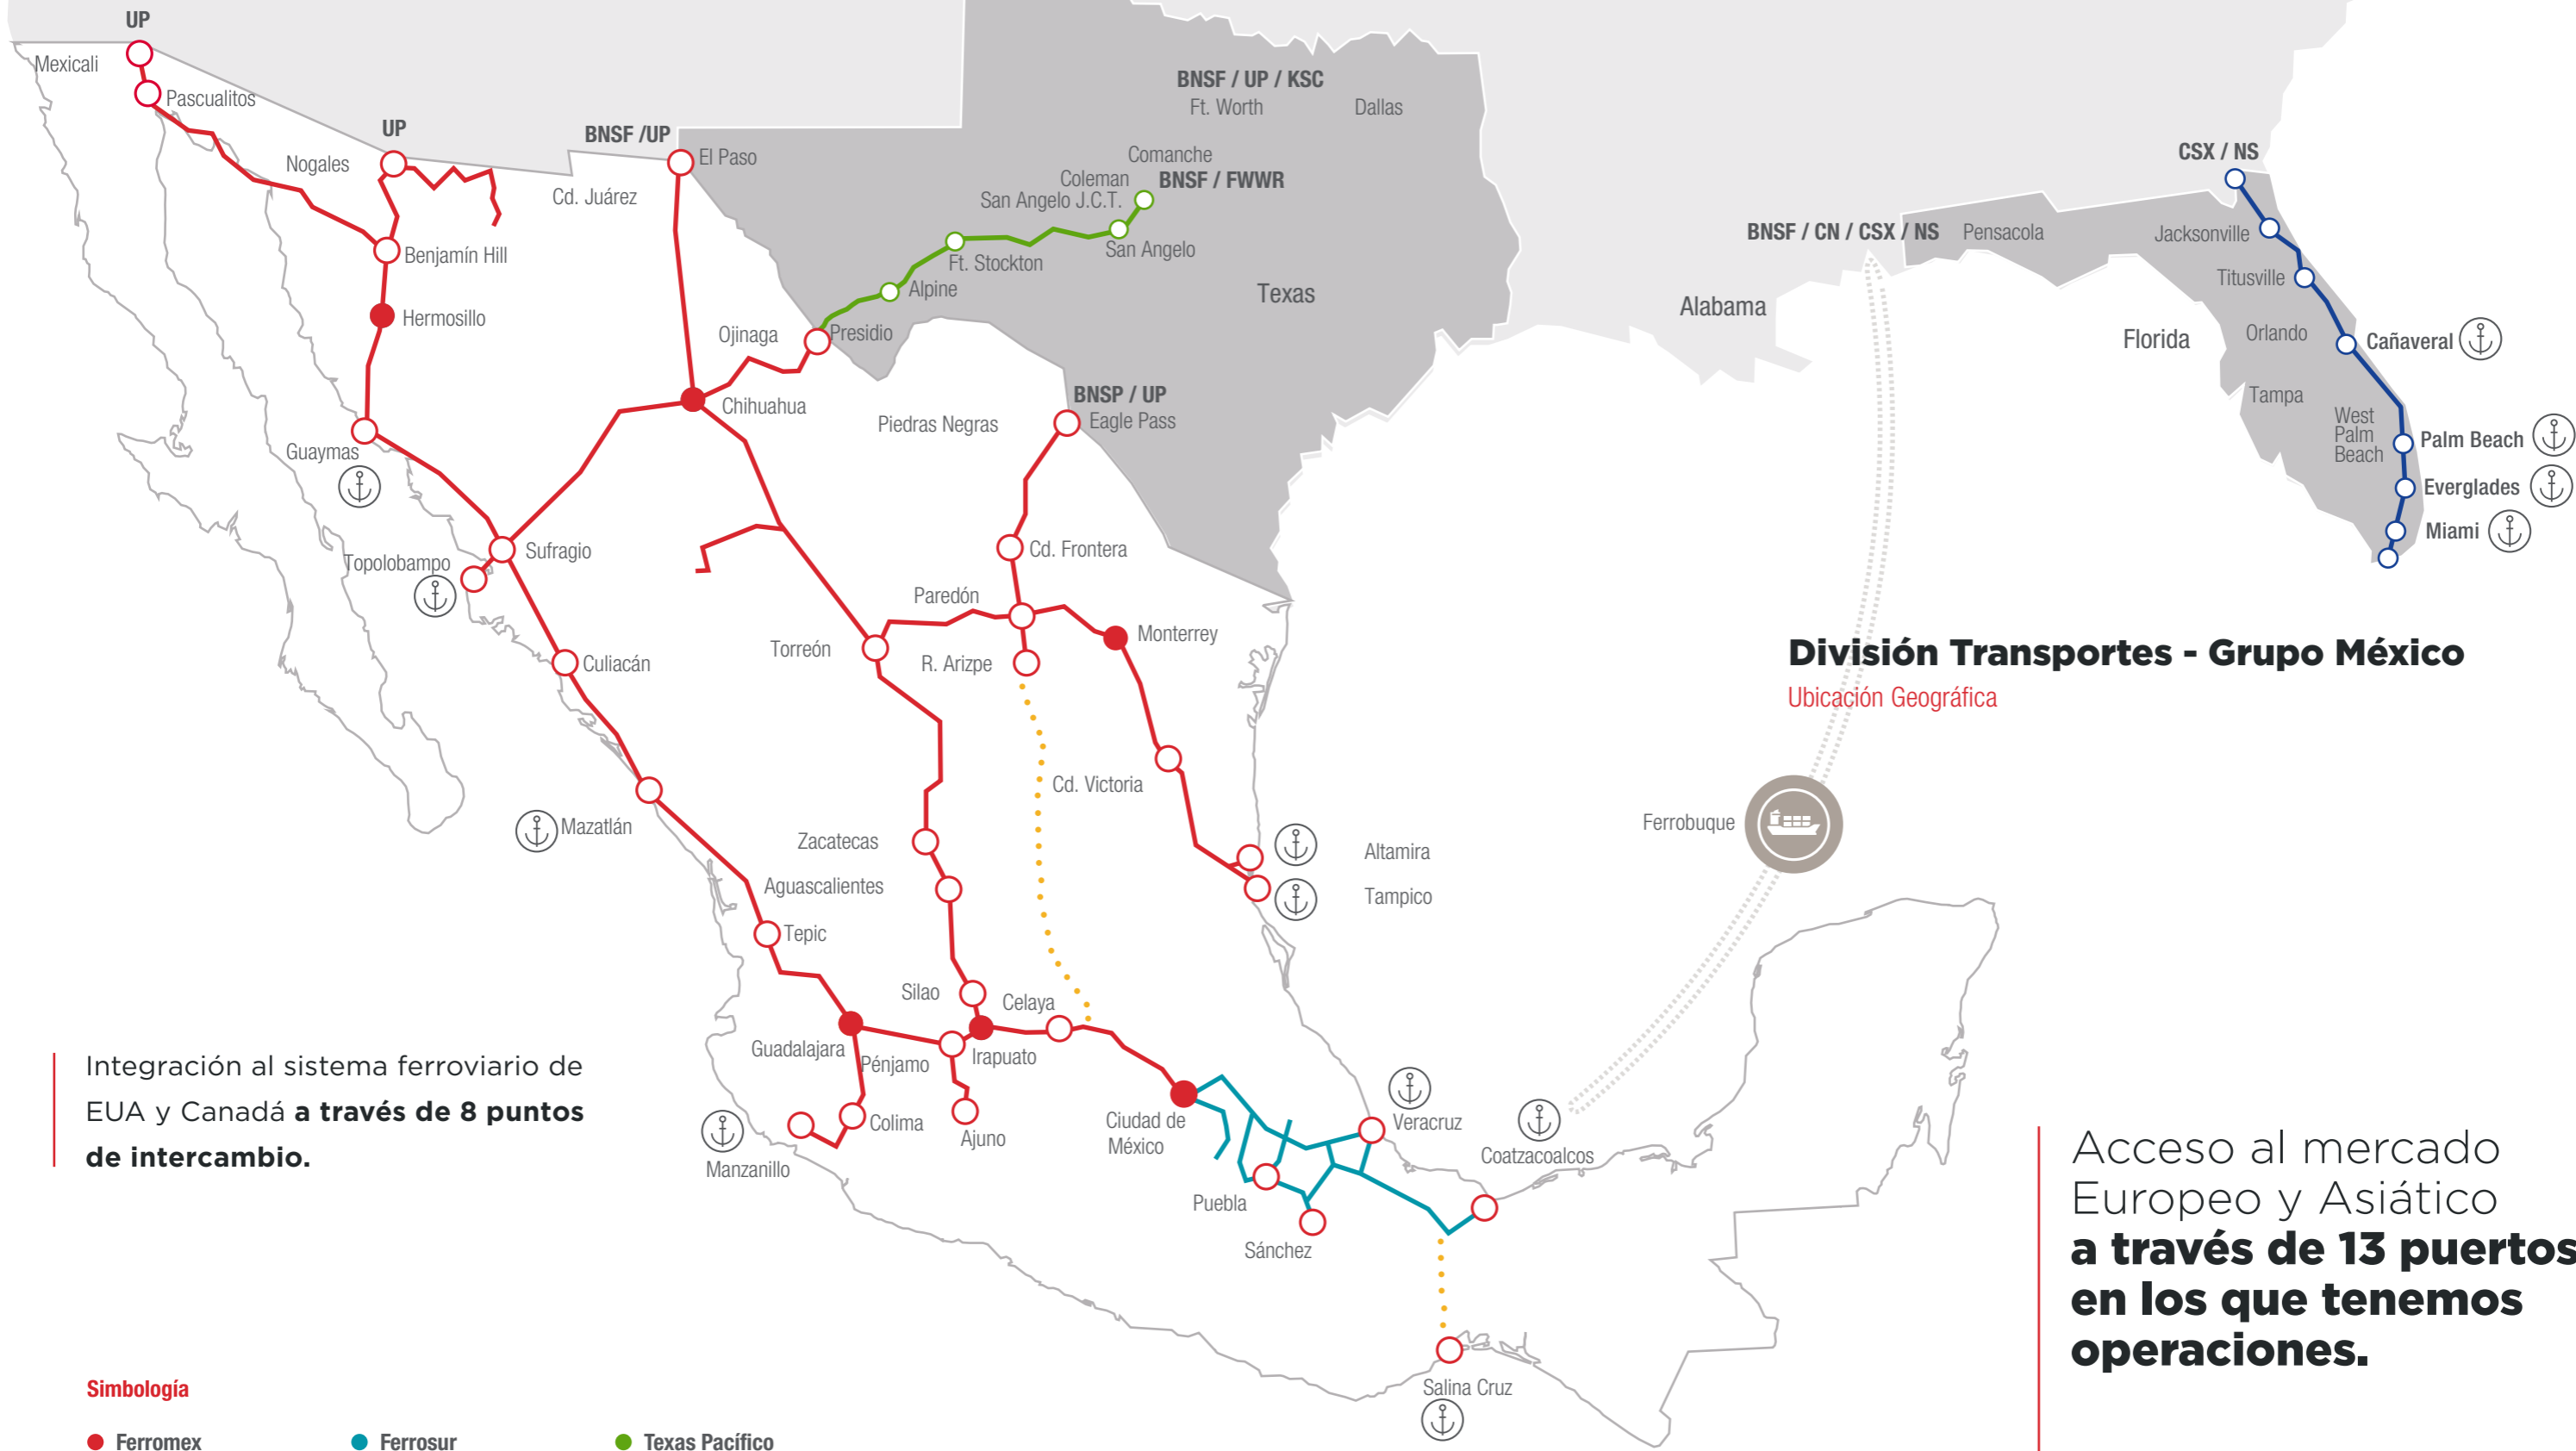 UP
Mexicali
Pascualitos
UP
Nogales
BNSF /UP
El Paso
Cd. Juárez
BNSF / UP / KSC
Ft. Worth
Dallas
Comanche
Coleman
BNSF / FWWR
San Angelo J.C.T.
San Angelo
Ft. Stockton
Alpine
Texas
Benjamín Hill
Hermosillo
Ojinaga
Presidio
Chihuahua
Guaymas
BNSP / UP
Piedras Negras
Eagle Pass
CSX / NS
BNSF / CN / CSX / NS
Pensacola
Jacksonville
Titusville
Alabama
Florida
Orlando
Cañaveral
Tampa
West
Palm
Beach
Palm Beach
Everglades
Miami
Topolobampo
Sufragio
Cd. Frontera
Paredón
Monterrey
Torreón
R. Arizpe
Culiacán
División Transportes - Grupo México
Ubicación Geográfica
Cd. Victoria
Mazatlán
Zacatecas
Aguascalientes
Altamira
Tampico
Ferrobuque
Tepic
Silao
Celaya
Guadalajara
Pénjamo
Irapuato
Colima
Ajuno
Manzanillo
Ciudad de
México
Veracruz
Coatzacoalcos
Puebla
Sánchez
Salina Cruz
Integración al sistema ferroviario de
EUA y Canadá a través de 8 puntos
de intercambio.
Acceso al mercado
Europeo y Asiático
a través de 13 puertos
en los que tenemos
operaciones.
Simbología
Ferromex
Ferrosur
Texas Pacífico